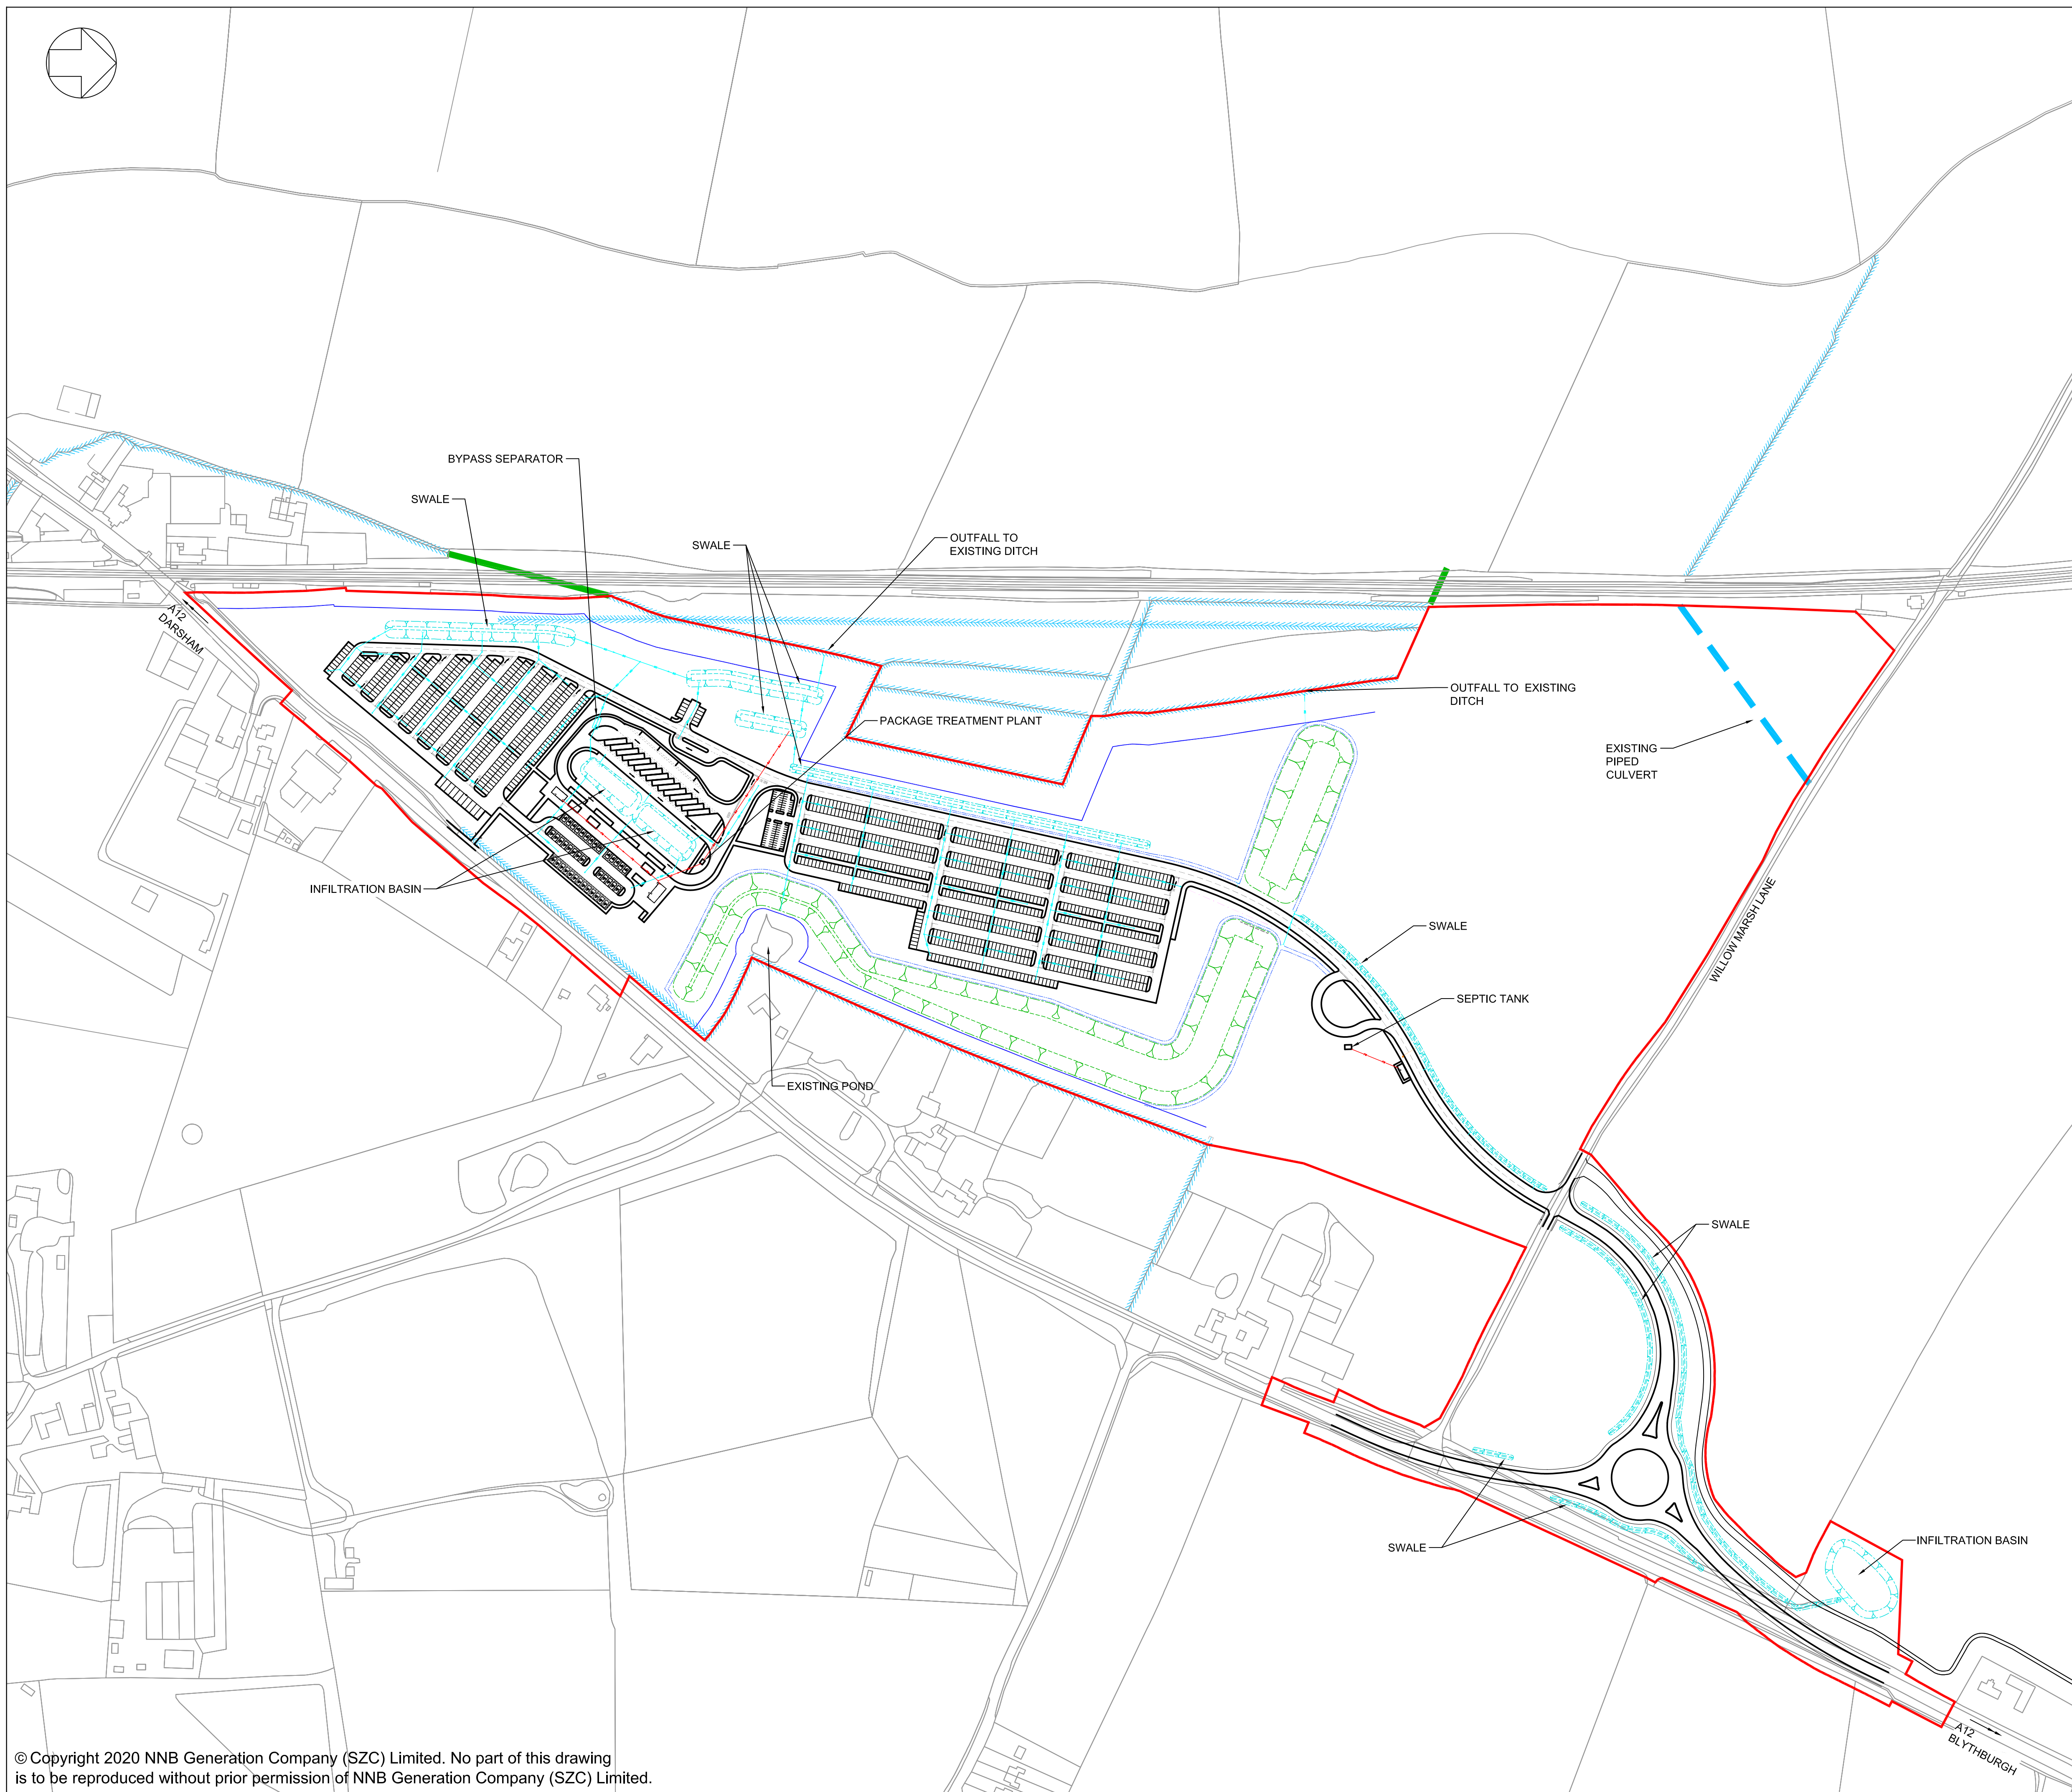 BYPASS SEPARATOR
SWALE
SWALE
OUTFALL TO
EXISTING DITCH
A12
DARSHAM
OUTFALL TO EXISTING
DITCH
PACKAGE TREATMENT PLANT
EXISTING
PIPED
CULVERT
INFILTRATION BASIN
WILLOW MARSH LANE
SWALE
SEPTIC TANK
EXISTING POND
SWALE
SWALE
INFILTRATION BASIN
A12
BLYTHBURGH
© Copyright 2020 NNB Generation Company (SZC) Limited. No part of this drawing
is to be reproduced without prior permission of NNB Generation Company (SZC) Limited.